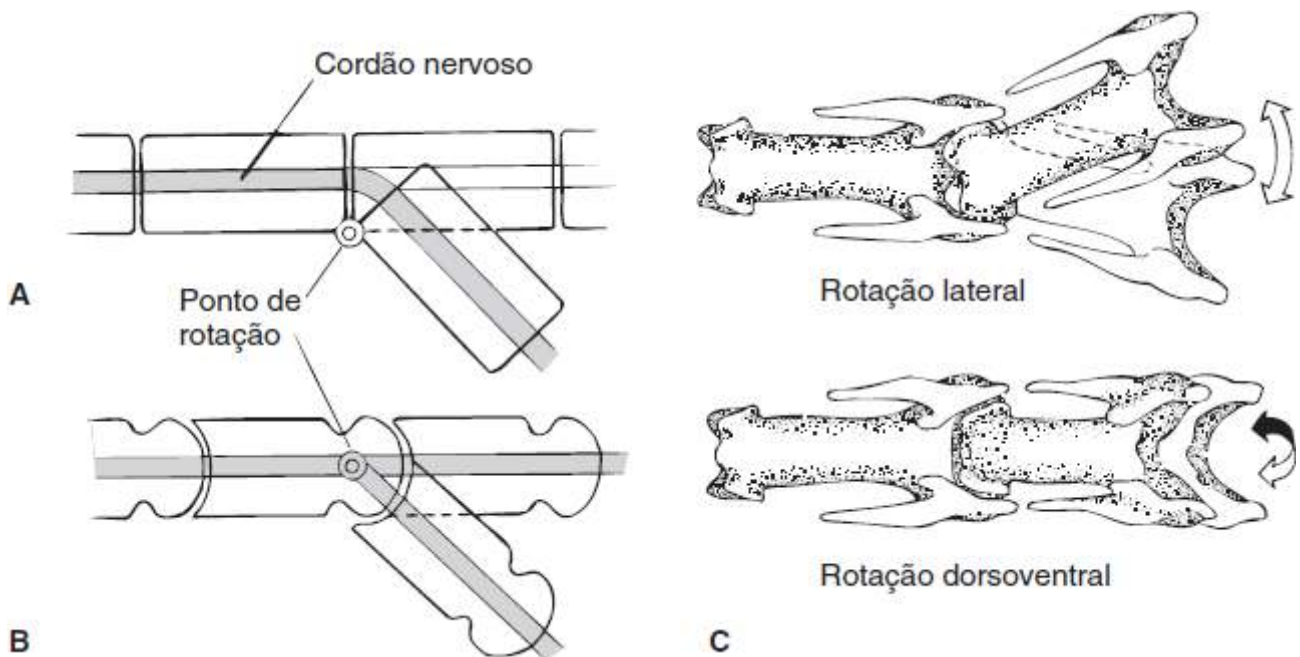 Cordão nervoso
A
Ponto de
rotação
B
Rotação lateral
Rotação dorsoventral
C